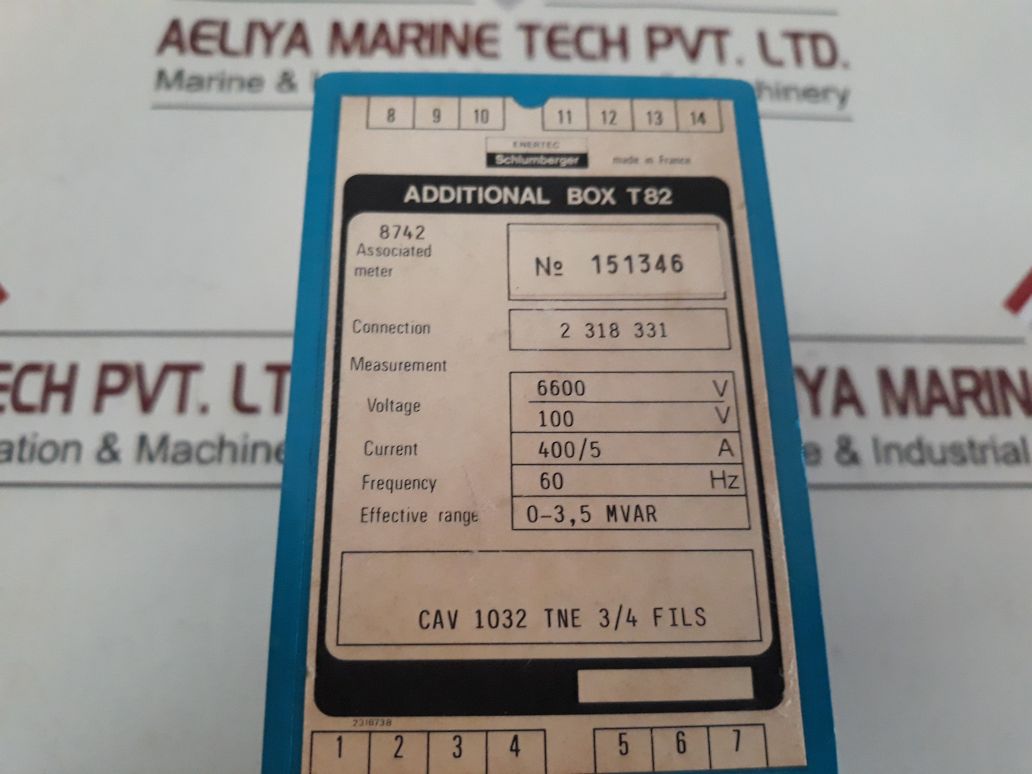 AELIYA MARINE TECH PVT. LTD.
Marine &
hinery
8 9 10 11 12 13 14
ENERTEC
Schlumberger made in France
ADDITIONAL BOX T82
8742
Associated
meter
Nº 151346
Connection 2 318 331
Measurement
Voltage
6600 V
100 V
Current 400/5 A
Frequency 60 Hz
Effective range 0-3,5 MVAR
CAV 1032 TNE 3/4 FILS
2318738
1 2 3 4 5 6 7
ECH PVT. LT
YA MARIN
ation & Machine
e & Industrial